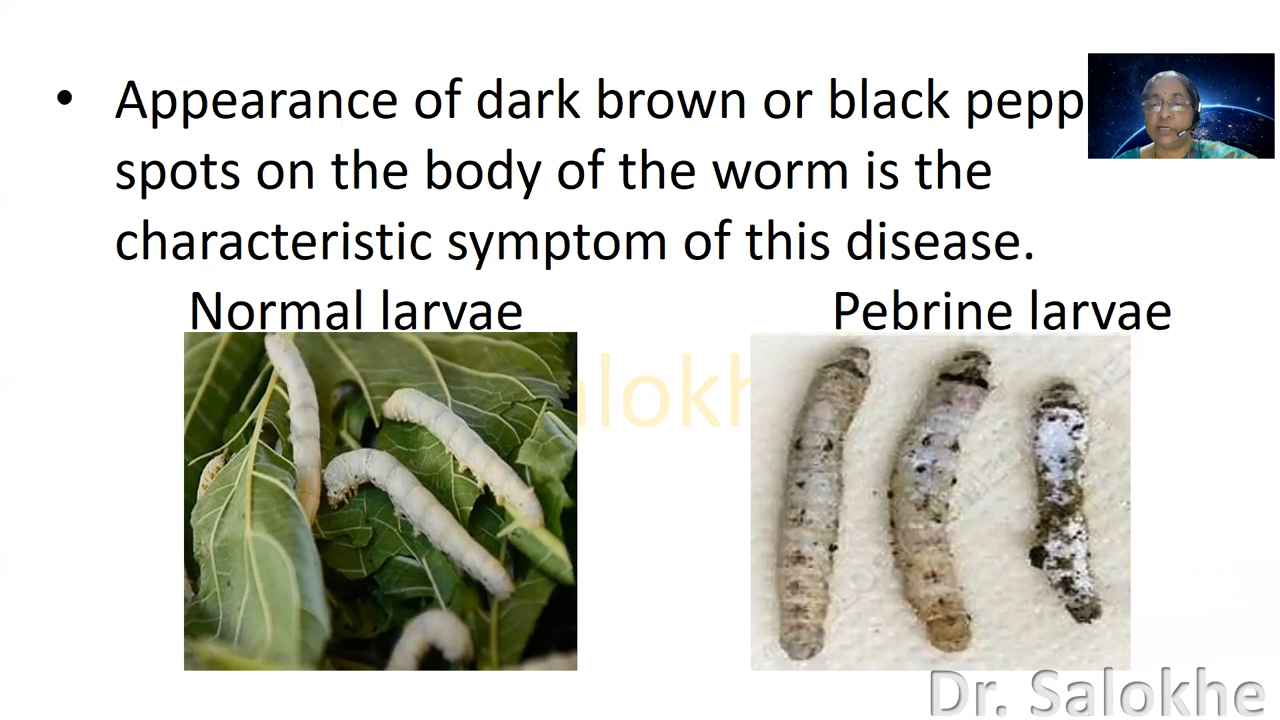 • Appearance of dark brown or black pepp
spots on the body of the worm is the
characteristic symptom of this disease.
Normal larvae
Pebrine larvae
Dr. Salokhe